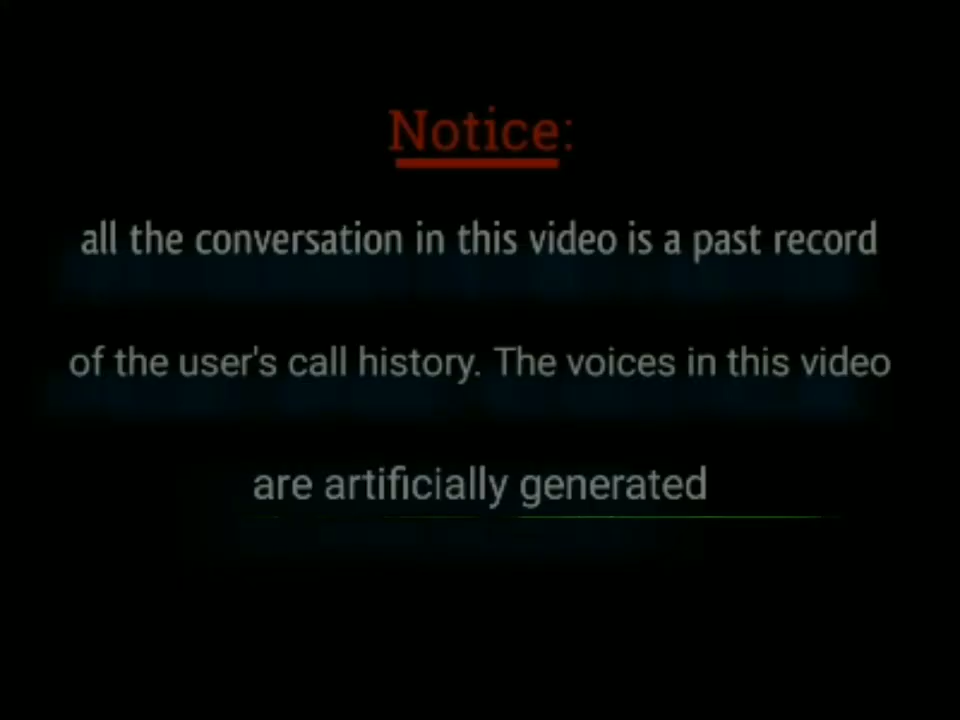 Notice:
all the conversation in this video is a past record
of the user's call history. The voices in this video
are artificially generated